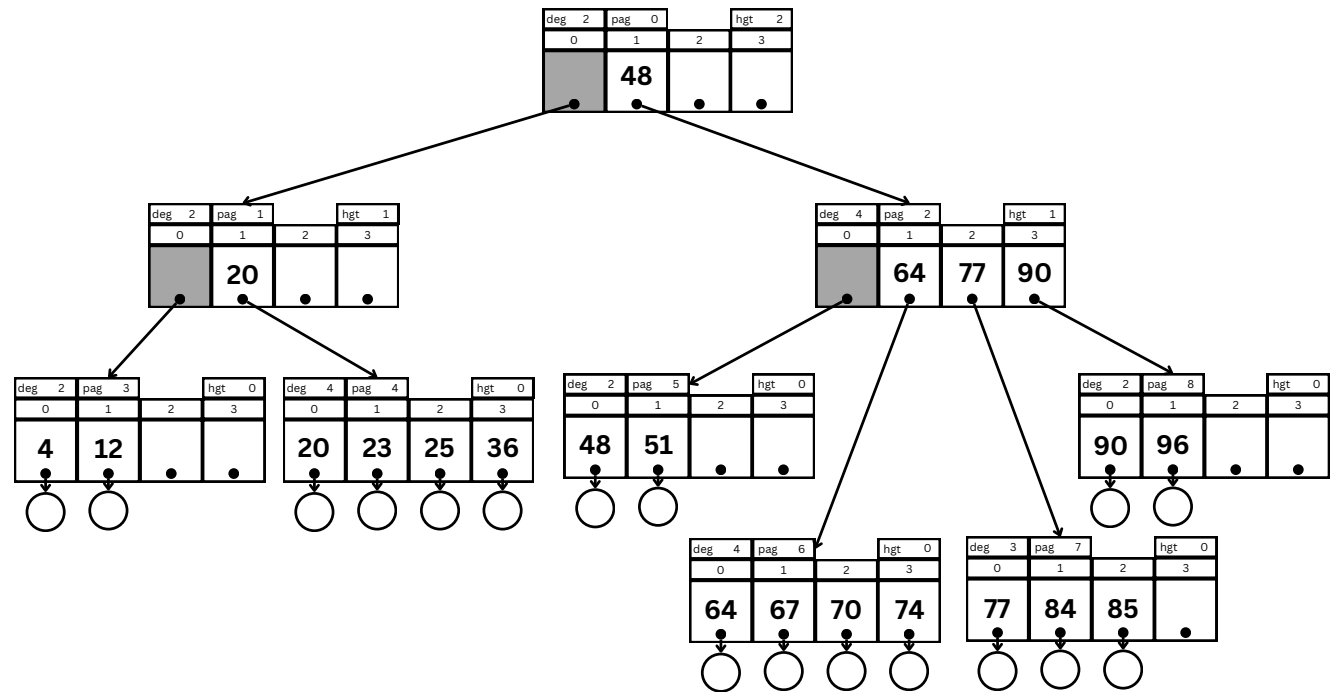 deg 2 pag 0 hgt 2
0 1 2 3
48
deg 2 pag 1 hgt 1
0 1 2 3
20
deg 4 pag 2 hgt 1
0 1 2 3
64 77 90
deg 2 pag 3 hgt 0
0 1 2 3
4 12
deg 4 pag 4 hgt 0
0 1 2 3
20 23 25 36
deg 2 pag 5 hgt 0
0 1 2 3
48 51
deg 2 pag 8 hgt 0
0 1 2 3
90 96
deg 4 pag 6 hgt 0
0 1 2 3
64 67 70 74
deg 3 pag 7 hgt 0
0 1 2 3
77 84 85